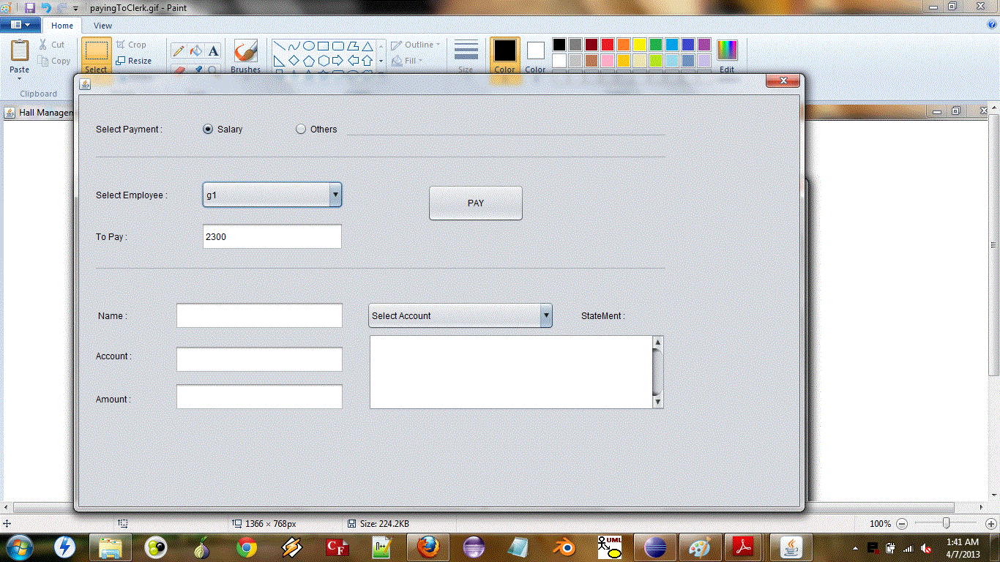 payingToClerk.gif - Paint
Home View
Cut
Copy
Paste
Crop
Resize
Select
A
Brushes
Outline
Fill
Size
Color Color
Edit
Clipboard
Hall Managen
Select Payment : Salary Others
Select Employee : g1
PAY
To Pay : 2300
Name : Select Account StateMent :
Account :
Amount :
1366 × 768px
Size: 224.2KB
100%
CF
UML
1:41 AM
4/7/2013